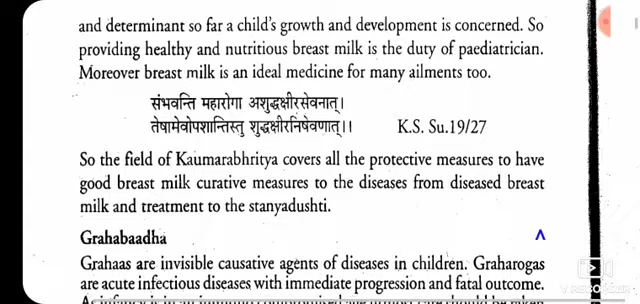 and determinant so far a child's growth and development is concerned. So
providing healthy and nutritious breast milk is the duty of paediatrician.
Moreover breast milk is an ideal medicine for many ailments too.
संभवन्ति महारोगा अशुद्धक्षीरसेवनात्।
तेषामेवोपशान्तिस्तु शुद्धक्षीरनिषेवणात्।। K.S. Su.19/27
So the field of Kaumarabhritya covers all the protective measures to have
good breast milk curative measures to the diseases from diseased breast
milk and treatment to the stanyadushti.
Grahabaadha
Grahaas are invisible causative agents of diseases in children. Graharogas
are acute infectious diseases with immediate progression and fatal outcome.